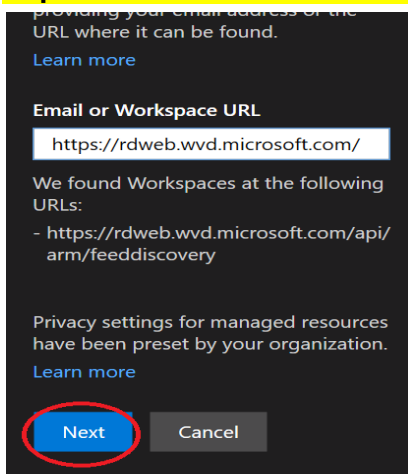 providing your email address or the
URL where it can be found.
Learn more
Email or Workspace URL
https://rdweb.wvd.microsoft.com/
We found Workspaces at the following
URLs:
- https://rdweb.wvd.microsoft.com/api/
arm/feeddiscovery
Privacy settings for managed resources
have been preset by your organization.
Learn more
Next Cancel